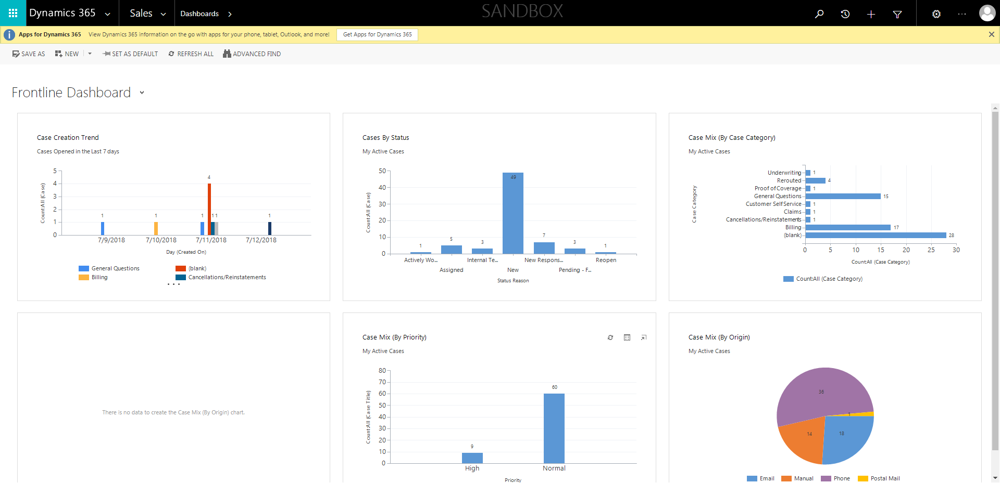 Dynamics 365
Sales
Dashboards
SANDBOX
Apps for Dynamics 365 View Dynamics 365 information on the go with apps for your phone, tablet, Outlook, and more! Get Apps for Dynamics 365
SAVE AS NEW SET AS DEFAULT REFRESH ALL ADVANCED FIND
Frontline Dashboard
Case Creation Trend
Cases Opened in the Last 7 days
Count:All (Case)
5
4
3
2
1
0
1
1
1
4
1 1
1
7/9/2018 7/10/2018 7/11/2018 7/12/2018
Day (Created On)
General Questions (blank)
Billing Cancellations/Reinstatements
Cases By Status
My Active Cases
Count:All (Case)
50
40
30
20
10
0
1
5
3
49
7
3
1
Actively Wo... Internal Te... New Respons... Reopen
Assigned New Pending - F...
Status Reason
Case Mix (By Case Category)
My Active Cases
Case Category
Underwriting 1
Rerouted 4
Proof of Coverage 1
General Questions 15
Customer Self Service 1
Claims 1
Cancellations/Reinstatements 1
Billing 17
(blank) 28
0 5 10 15 20 25 30
Count:All (Case Category)
Count:All (Case Category)
There is no data to create the Case Mix (By Origin) chart.
Case Mix (By Priority)
My Active Cases
Count:All (Case Title)
80
70
60
50
40
30
20
10
0
9
60
High Normal
Priority
Case Mix (By Origin)
My Active Cases
36
1
14
18
Email Manual Phone Postal Mail